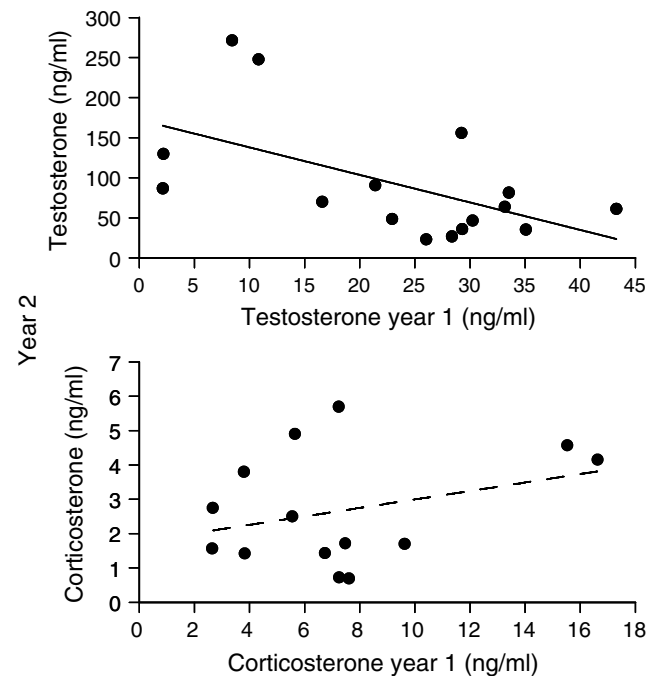 Year 2
Testosterone (ng/ml)
300
250
200
150
100
50
0
0 5 10 15 20 25 30 35 40 45
Testosterone year 1 (ng/ml)
Corticosterone (ng/ml)
7
6
5
4
3
2
1
0
0 2 4 6 8 10 12 14 16 18
Corticosterone year 1 (ng/ml)